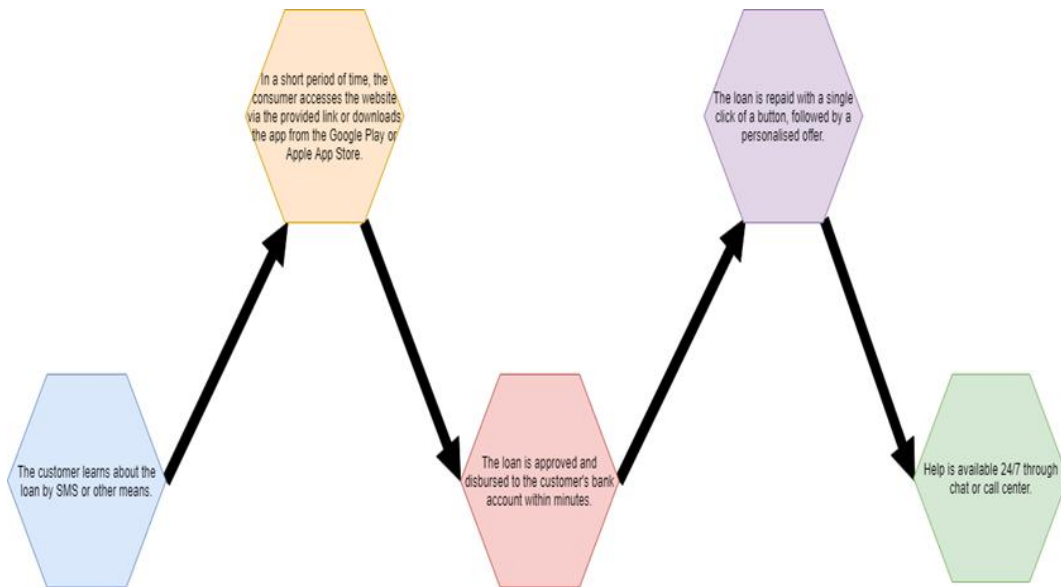 The customer learns about the
loan by SMS or other means.
In a short period of time, the
consumer accesses the website
via the provided link or downloads
the app from the Google Play or
Apple App Store.
The loan is approved and
disbursed to the customer's bank
account within minutes.
The loan is repaid with a single
click of a button, followed by a
personalised offer.
Help is available 24/7 through
chat or call center.